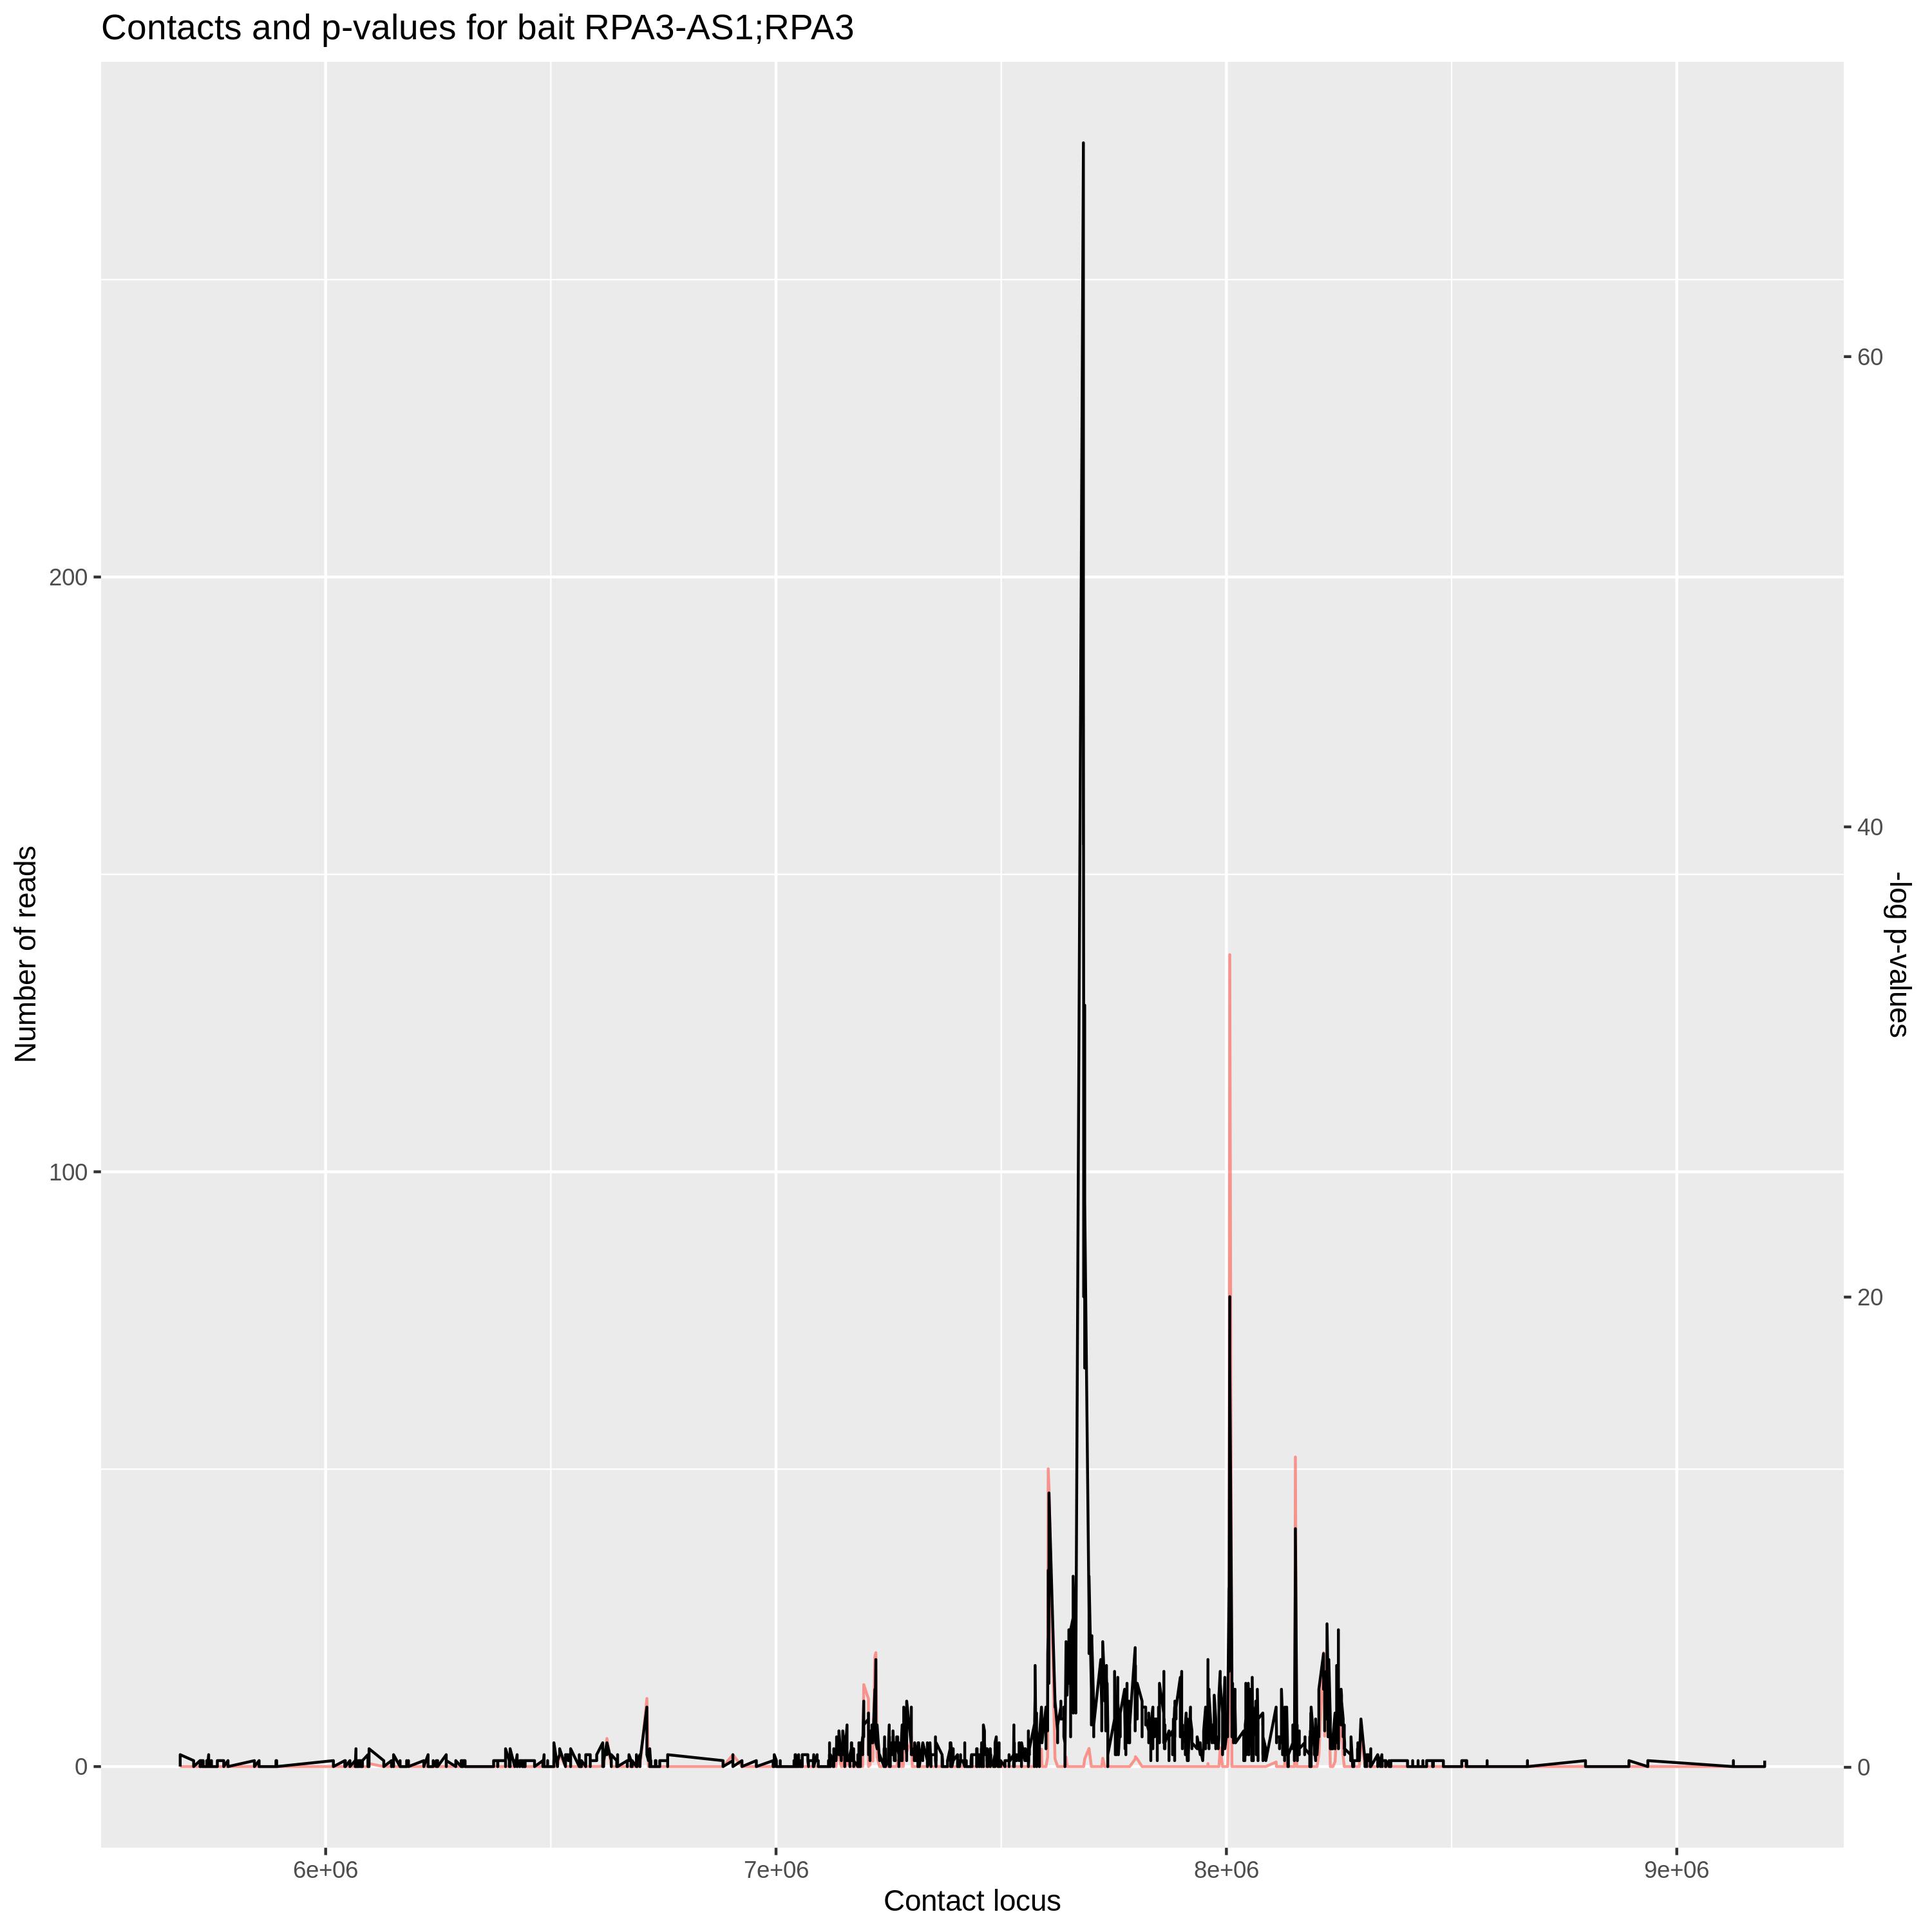 Contacts and p-values for bait RPA3-AS1;RPA3
Number of reads
200
100
0
60
40
20
0
-log p-values
6e+06
7e+06
8e+06
9e+06
Contact locus